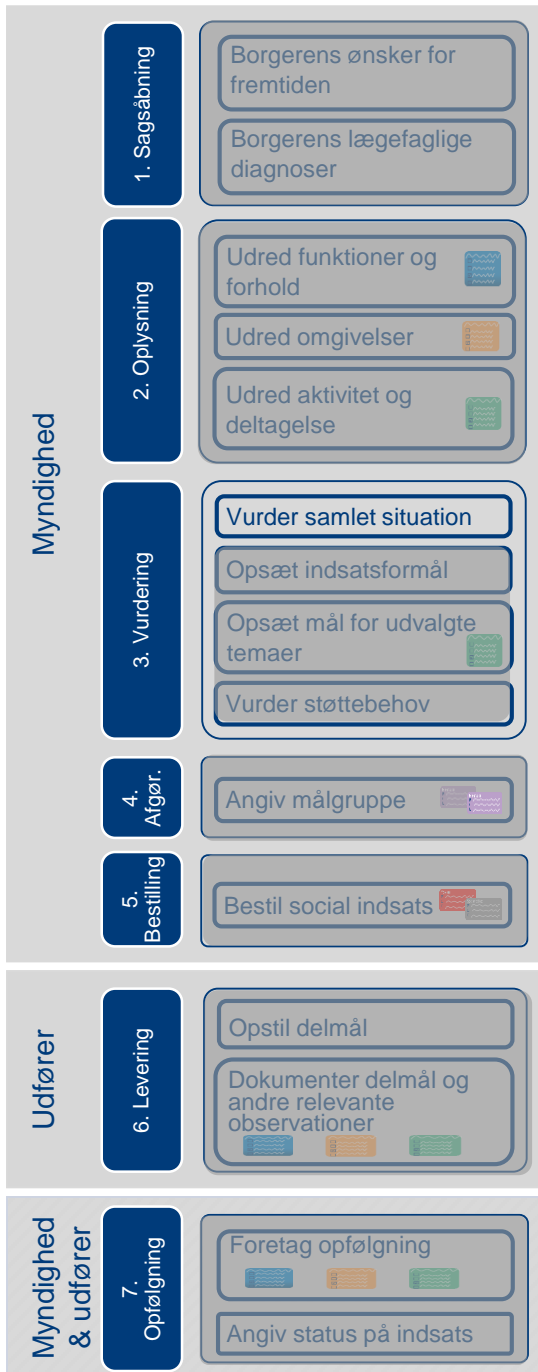 Myndighed
1. Sagsåbning
Borgerens ønsker for
fremtiden
Borgerens lægefaglige
diagnoser
2. Oplysning
Udred funktioner og
forhold
Udred omgivelser
Udred aktivitet og
deltagelse
3. Vurdering
Vurder samlet situation
Opsæt indsatsformål
Opsæt mål for udvalgte
temaer
Vurder støttebehov
4.
Afgør.
Angiv målgruppe
5.
Bestilling
Bestil social indsats
Udfører
6. Levering
Opstil delmål
Dokumenter delmål og
andre relevante
observationer
Myndighed
& udfører
7.
Opfølgning
Foretag opfølgning
Angiv status på indsats